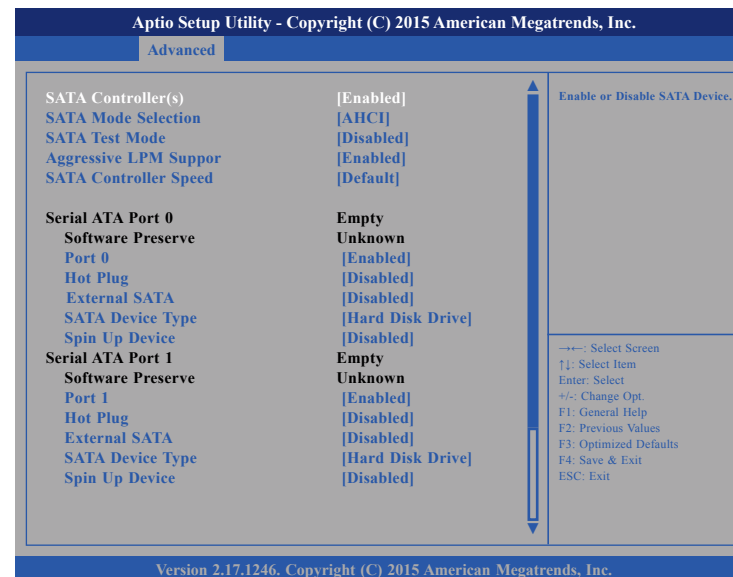 Aptio Setup Utility - Copyright (C) 2015 American Megatrends, Inc.
Advanced
SATA Controller(s) [Enabled]
SATA Mode Selection [AHCI]
SATA Test Mode [Disabled]
Aggressive LPM Suppor [Enabled]
SATA Controller Speed [Default]
Serial ATA Port 0 Empty
Software Preserve Unknown
Port 0 [Enabled]
Hot Plug [Disabled]
External SATA [Disabled]
SATA Device Type [Hard Disk Drive]
Spin Up Device [Disabled]
Serial ATA Port 1 Empty
Software Preserve Unknown
Port 1 [Enabled]
Hot Plug [Disabled]
External SATA [Disabled]
SATA Device Type [Hard Disk Drive]
Spin Up Device [Disabled]
Enable or Disable SATA Device.
→←: Select Screen
↑↓: Select Item
Enter: Select
+/-: Change Opt.
F1: General Help
F2: Previous Values
F3: Optimized Defaults
F4: Save & Exit
ESC: Exit
Version 2.17.1246. Copyright (C) 2015 American Megatrends, Inc.